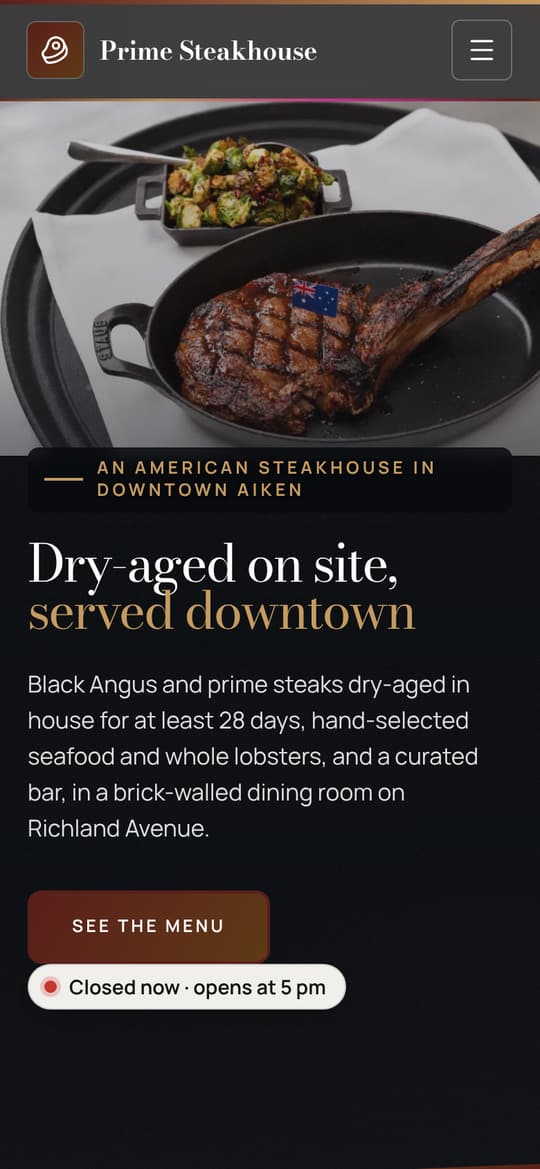 Prime Steakhouse
STAUB
AN AMERICAN STEAKHOUSE IN
DOWNTOWN AIKEN
Dry-aged on site,
served downtown
Black Angus and prime steaks dry-aged in
house for at least 28 days, hand-selected
seafood and whole lobsters, and a curated
bar, in a brick-walled dining room on
Richland Avenue.
SEE THE MENU
Closed now · opens at 5 pm